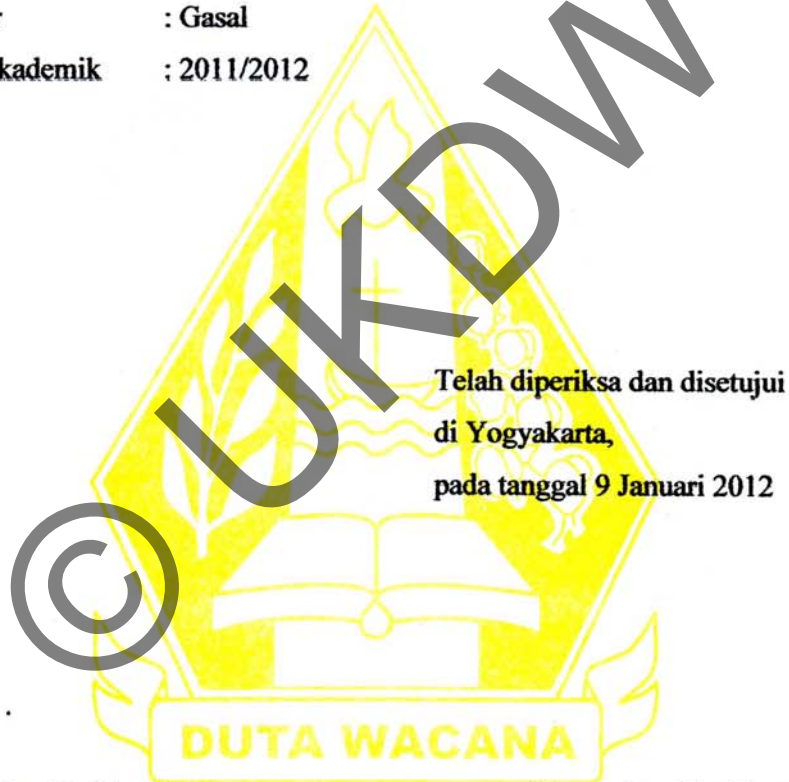 : Gasal
kademik : 2011/2012
© UKDW
Telah diperiksa dan disetujui
di Yogyakarta,
pada tanggal 9 Januari 2012
DUTA WACANA